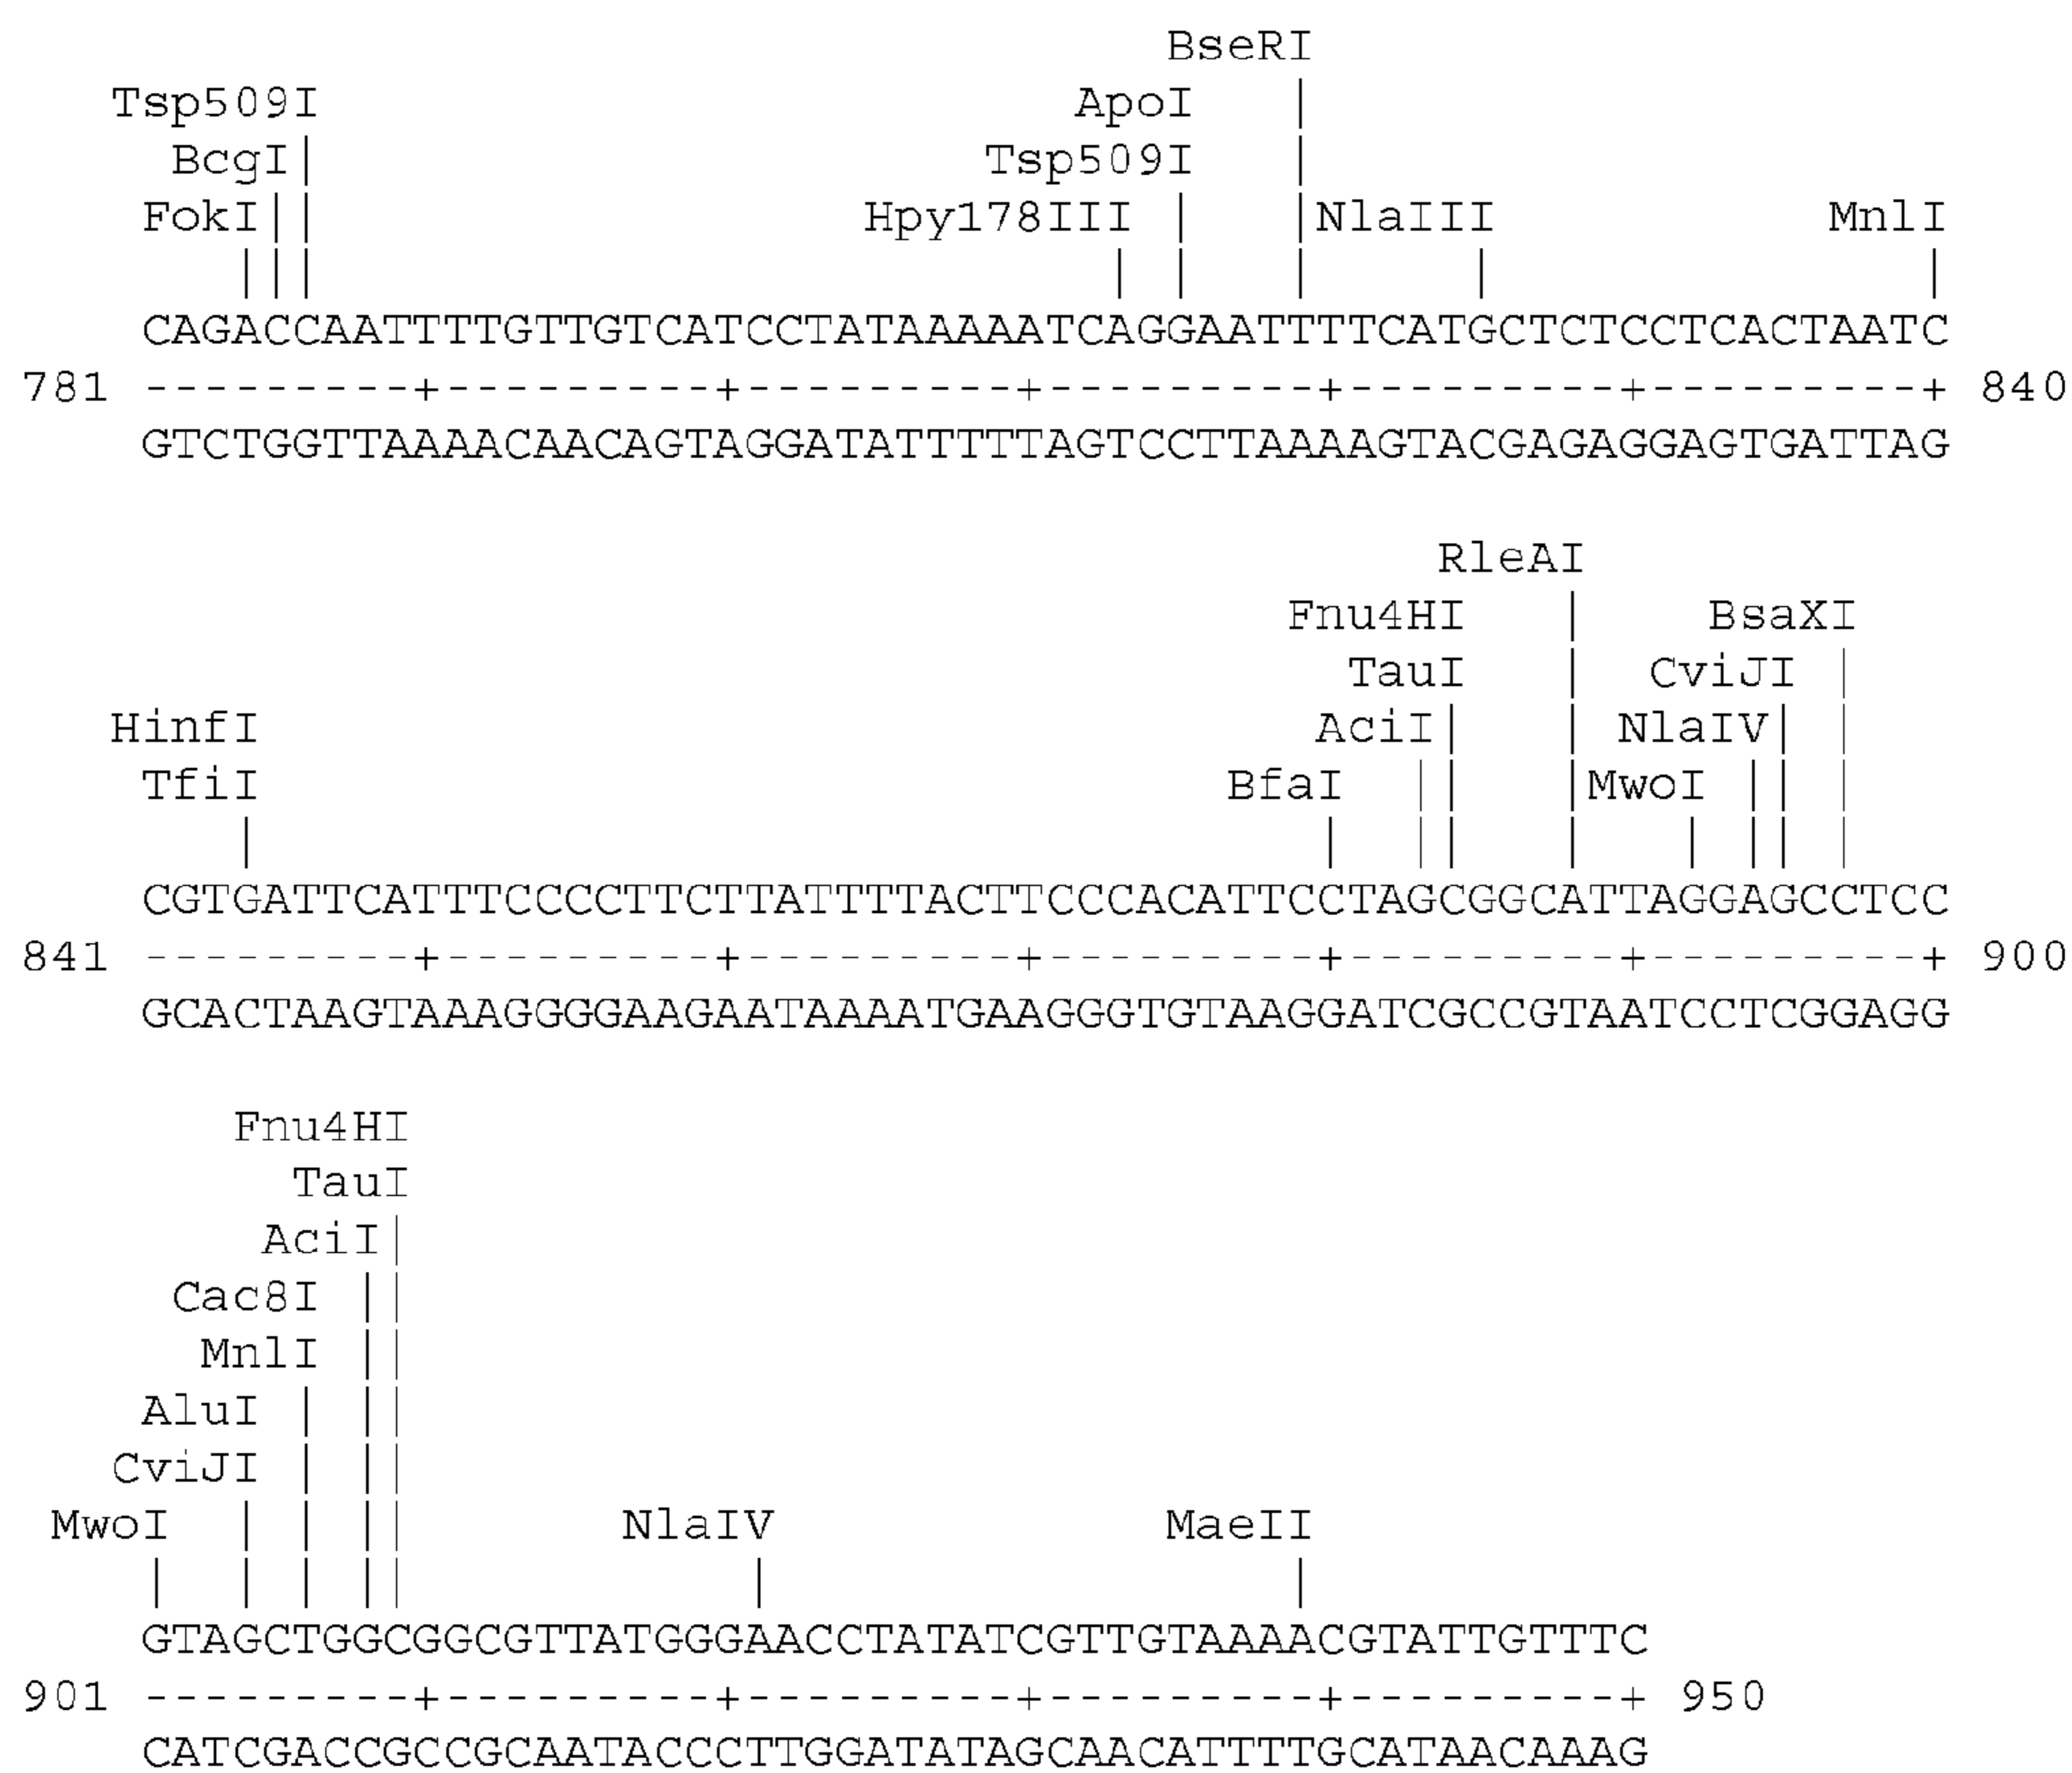 BseRI
Tsp509I ApoI |
BcgI| Tsp509I |
FokI|| Hpy178III | |NlaIII MnlI
||| | | | | |
CAGACCAATTTTGTTGTCATCCTATAAAAATCAGGAATTTTCATGCTCTCCTCACTAATC
781 ---------+---------+---------+---------+---------+---------+ 840
GTCTGGTTAAAACAACAGTAGGATATTTTTAGTCCTTAAAAGTACGAGAGGAGTGATTAG
RleAI
Fnu4HI | BsaXI
TauI | CviJI |
HinfI AciI| | NlaIV| |
TfiI BfaI || |MwoI || |
| | || | | || |
CGTGATTCATTTCCCCTTCTTATTTTACTTCCCACATTCCTAGCGGCATTAGGAGCCTCC
841 ---------+---------+---------+---------+---------+---------+ 900
GCACTAAGTAAAGGGGAAGAATAAAATGAAGGGTGTAAGGATCGCCGTAATCCTCGGAGG
Fnu4HI
TauI
AciI|
Cac8I ||
MnlI ||
AluI | ||
CviJI | ||
MwoI | | || NlaIV MaeII
| | | || | |
GTAGCTGGCGGCGTTATGGGAACCTATATCGTTGTAAAACGTATTGTTTC
901 ---------+---------+---------+---------+---------+ 950
CATCGACCGCCGCAATACCCTTGGATATAGCAACATTTTGCATAACAAAG